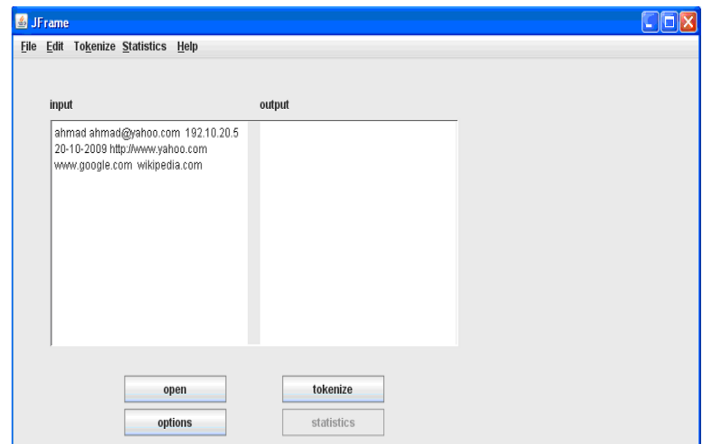 JFrame
File Edit Tokenize Statistics Help
input output
ahmad ahmad@yahoo.com 192.10.20.5
20-10-2009 http://www.yahoo.com
www.google.com wikipedia.com
open tokenize
options statistics